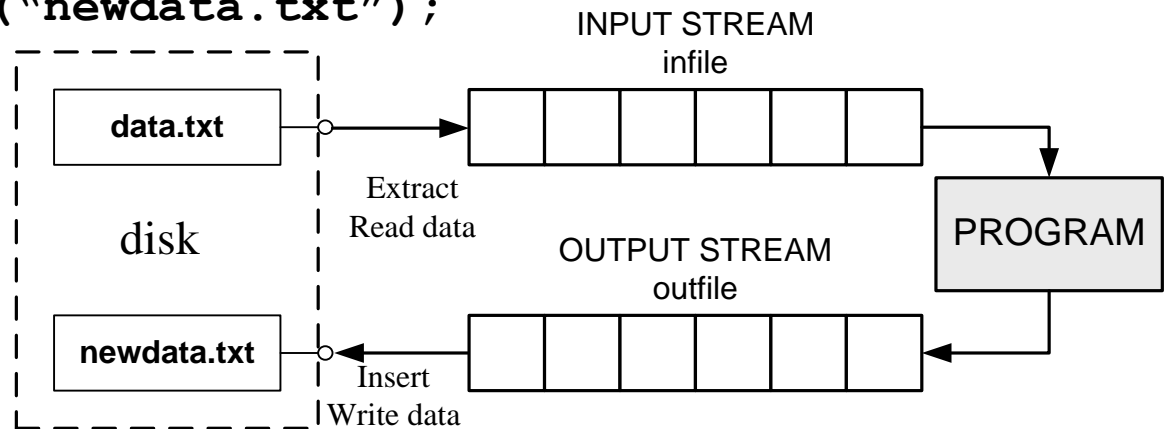 (“newdata.txt”);
INPUT STREAM
infile
data.txt
Extract
Read data
disk
PROGRAM
OUTPUT STREAM
outfile
newdata.txt
Insert
Write data